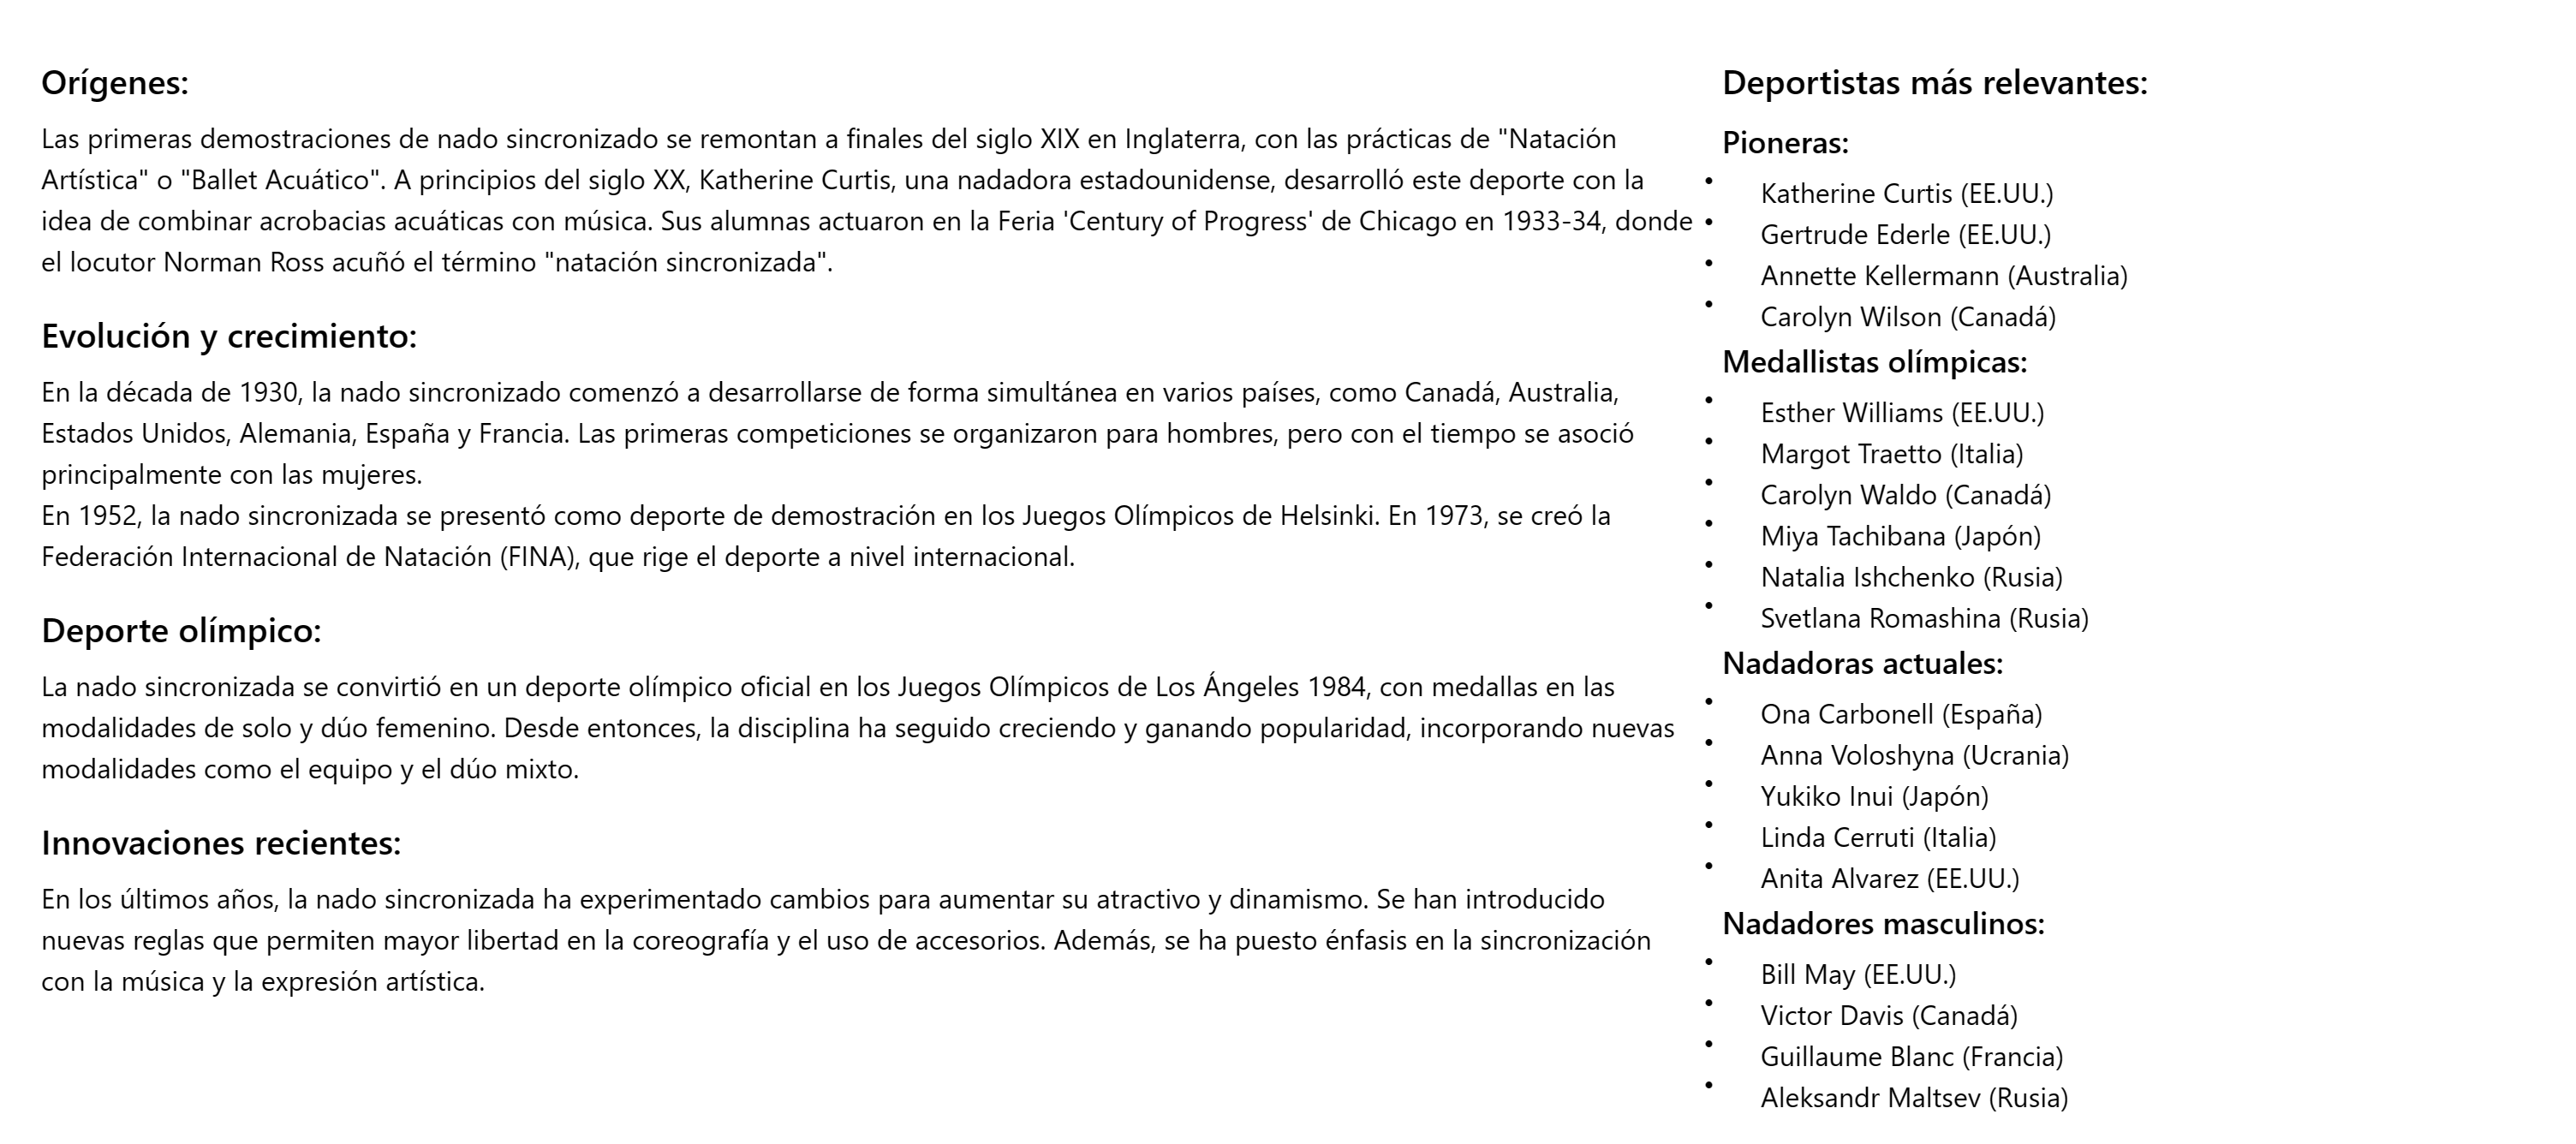 Orígenes:
Las primeras demostraciones de nado sincronizado se remontan a finales del siglo XIX en Inglaterra, con las prácticas de "Natación
Artística" o "Ballet Acuático". A principios del siglo XX, Katherine Curtis, una nadadora estadounidense, desarrolló este deporte con la
idea de combinar acrobacias acuáticas con música. Sus alumnas actuaron en la Feria 'Century of Progress' de Chicago en 1933-34, donde
el locutor Norman Ross acuñó el término "natación sincronizada".
Evolución y crecimiento:
En la década de 1930, la nado sincronizado comenzó a desarrollarse de forma simultánea en varios países, como Canadá, Australia,
Estados Unidos, Alemania, España y Francia. Las primeras competiciones se organizaron para hombres, pero con el tiempo se asoció
principalmente con las mujeres.
En 1952, la nado sincronizada se presentó como deporte de demostración en los Juegos Olímpicos de Helsinki. En 1973, se creó la
Federación Internacional de Natación (FINA), que rige el deporte a nivel internacional.
Deporte olímpico:
La nado sincronizada se convirtió en un deporte olímpico oficial en los Juegos Olímpicos de Los Ángeles 1984, con medallas en las
modalidades de solo y dúo femenino. Desde entonces, la disciplina ha seguido creciendo y ganando popularidad, incorporando nuevas
modalidades como el equipo y el dúo mixto.
Innovaciones recientes:
En los últimos años, la nado sincronizada ha experimentado cambios para aumentar su atractivo y dinamismo. Se han introducido
nuevas reglas que permiten mayor libertad en la coreografía y el uso de accesorios. Además, se ha puesto énfasis en la sincronización
con la música y la expresión artística.
Deportistas más relevantes:
Pioneras:
• Katherine Curtis (EE.UU.)
• Gertrude Ederle (EE.UU.)
• Annette Kellermann (Australia)
• Carolyn Wilson (Canadá)
Medallistas olímpicas:
• Esther Williams (EE.UU.)
• Margot Traetto (Italia)
• Carolyn Waldo (Canadá)
• Miya Tachibana (Japón)
• Natalia Ishchenko (Rusia)
• Svetlana Romashina (Rusia)
Nadadoras actuales:
• Ona Carbonell (España)
• Anna Voloshyna (Ucrania)
• Yukiko Inui (Japón)
• Linda Cerruti (Italia)
• Anita Alvarez (EE.UU.)
Nadadores masculinos:
• Bill May (EE.UU.)
• Victor Davis (Canadá)
• Guillaume Blanc (Francia)
• Aleksandr Maltsev (Rusia)